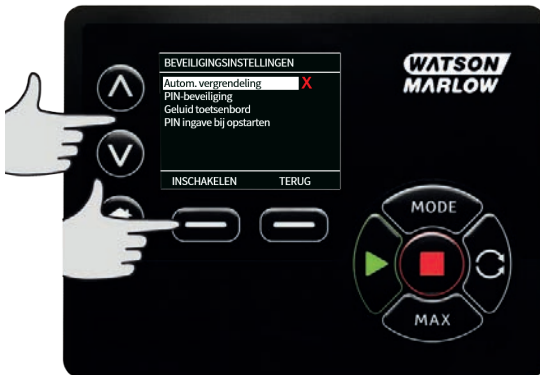 BEVEILIGINGSINSTELLINGEN
Autom. vergrendeling X
PIN-beveiliging
Geluid toetsenbord
PIN ingave bij opstarten
INSCHAKELEN TERUG
WATSON
MARLOW
MODE
MAX